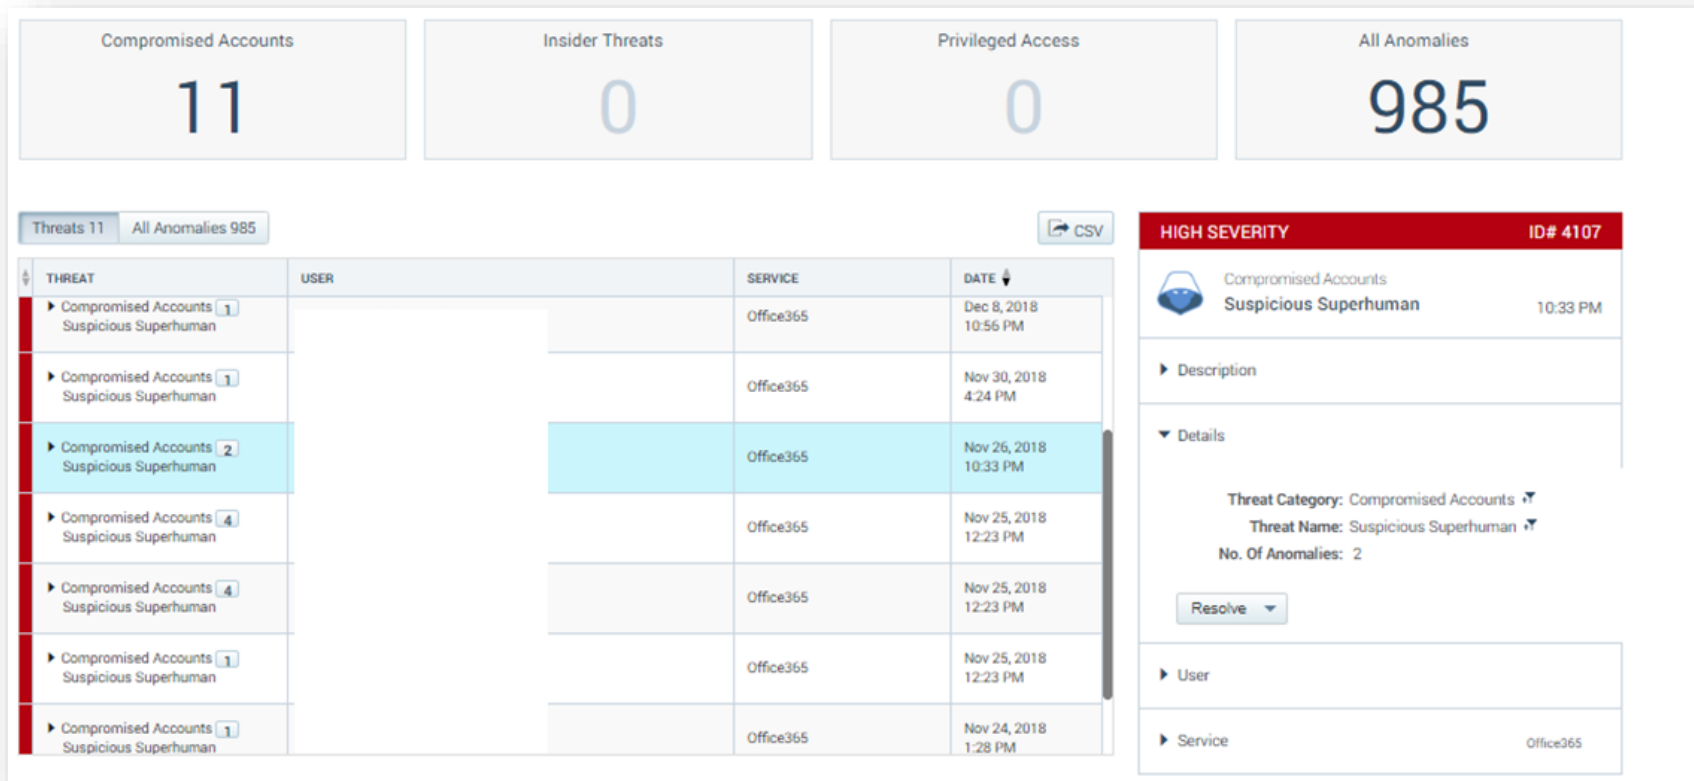 Compromised Accounts
11
Insider Threats
0
Privileged Access
0
All Anomalies
985
Threats 11
All Anomalies 985
CSV
THREAT USER SERVICE DATE
Compromised Accounts 1
Suspicious Superhuman
Office365
Dec 8, 2018
10:56 PM
Compromised Accounts 1
Suspicious Superhuman
Office365
Nov 30, 2018
4:24 PM
Compromised Accounts 2
Suspicious Superhuman
Office365
Nov 26, 2018
10:33 PM
Compromised Accounts 4
Suspicious Superhuman
Office365
Nov 25, 2018
12:23 PM
Compromised Accounts 4
Suspicious Superhuman
Office365
Nov 25, 2018
12:23 PM
Compromised Accounts 1
Suspicious Superhuman
Office365
Nov 25, 2018
12:23 PM
Compromised Accounts 1
Suspicious Superhuman
Office365
Nov 24, 2018
1:28 PM
HIGH SEVERITY ID# 4107
Compromised Accounts
Suspicious Superhuman 10:33 PM
Description
Details
Threat Category: Compromised Accounts
Threat Name: Suspicious Superhuman
No. Of Anomalies: 2
Resolve
User
Service Office365